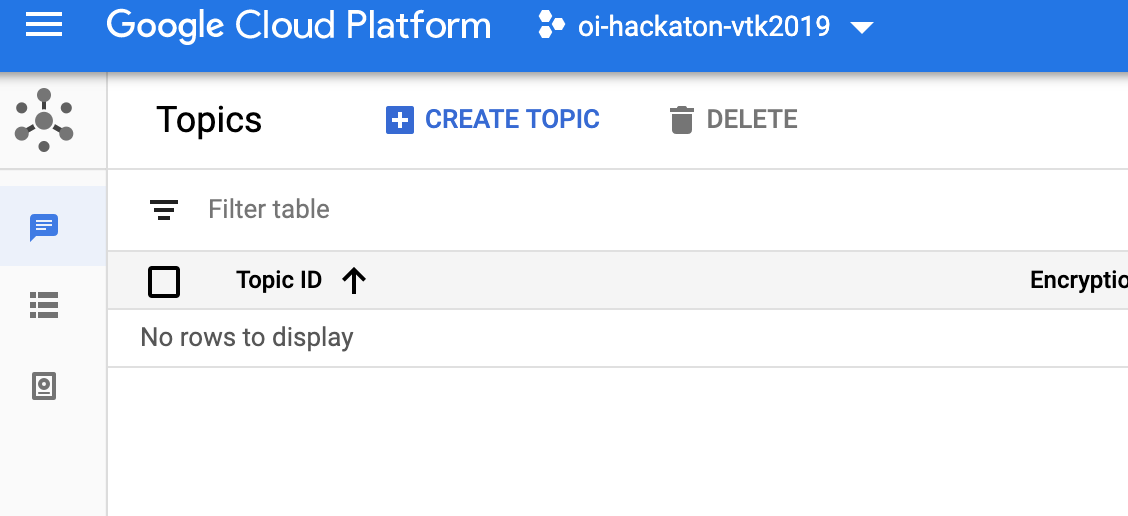 Google Cloud Platform oi-hackaton-vtk2019
Topics CREATE TOPIC DELETE
Filter table
Topic ID Encryptio
No rows to display